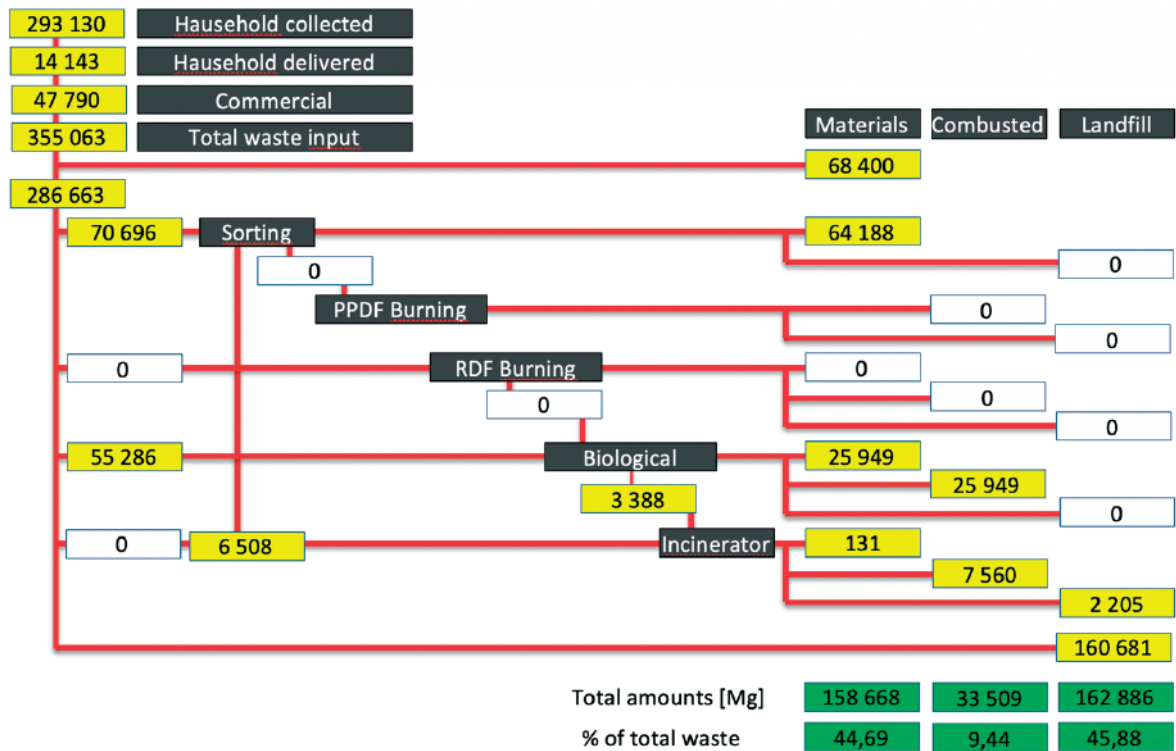 293 130 Hausehold collected
14 143 Hausehold delivered
47 790 Commercial
355 063 Total waste input Materials Combusted Landfill
68 400
286 663
70 696 Sorting 64 188
0 0
PPDF Burning 0
0
0 RDF Burning 0
0 0
0
55 286 Biological 25 949
3 388 25 949
0
0 6 508 Incinerator 131
7 560
2 205
160 681
Total amounts [Mg] 158 668 33 509 162 886
% of total waste 44,69 9,44 45,88